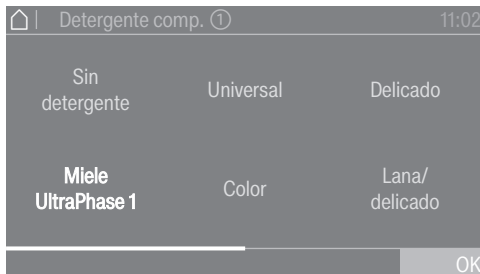 Detergente comp. ① 11:02
Sin
detergente
Universal
Delicado
Miele
UltraPhase 1
Color
Lana/
delicado
OK